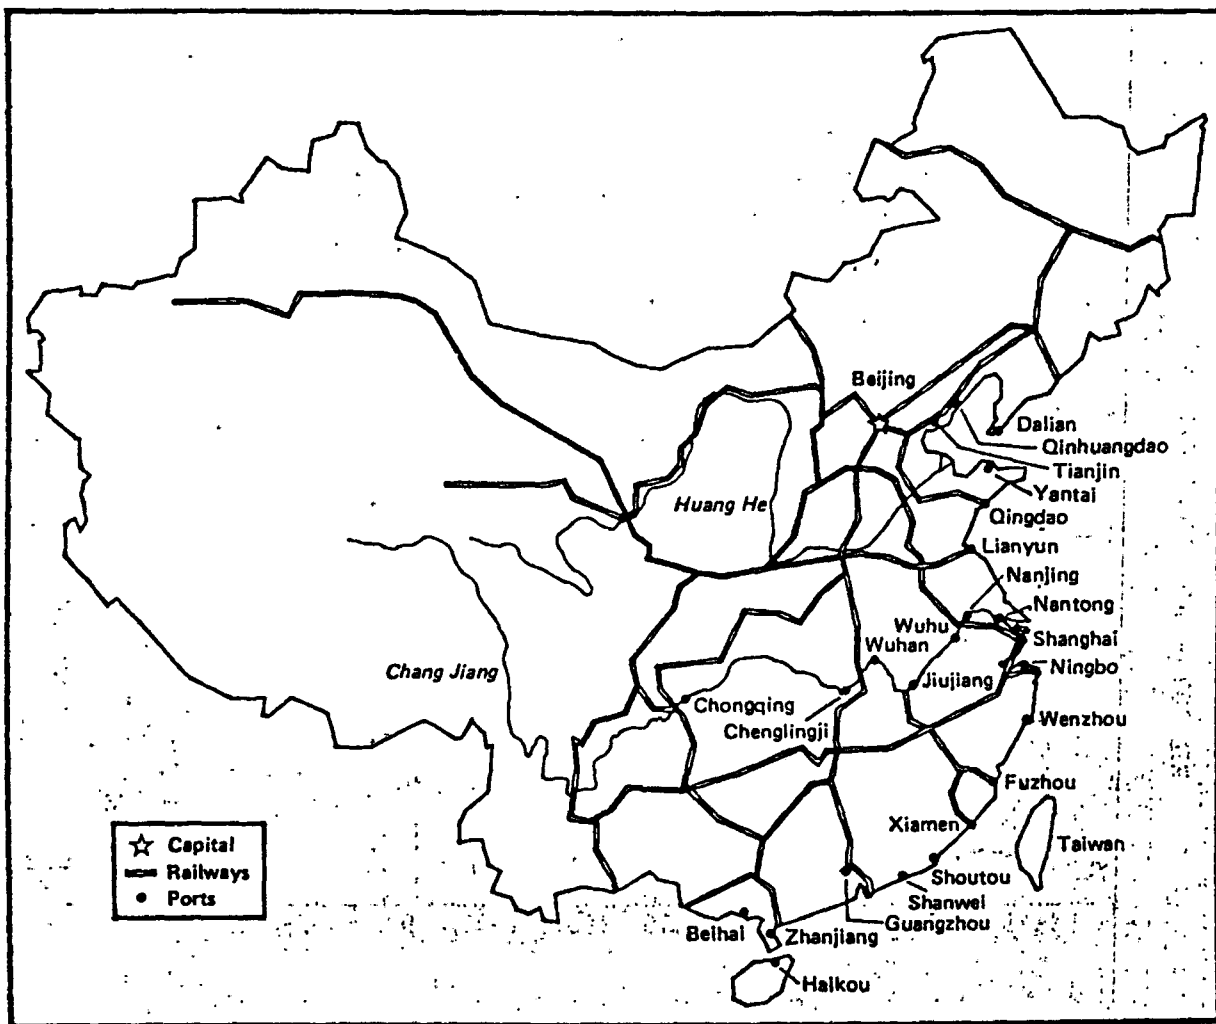 Beijing
Dalian
Qinhuangdao
Tianjin
Yantai
Huang He
Qingdao
Lianyun
Nanjing
Nantong
Wuhu
Shanghai
Wuhan
Ningbo
Chang Jiang
Jiujiang
Chongqing
Wenzhou
Chenglingji
Fuzhou
Xiamen
Taiwan
Capital
Railways
Ports
Shoutou
Shanwei
Guangzhou
Beihai
Zhanjiang
Haikou